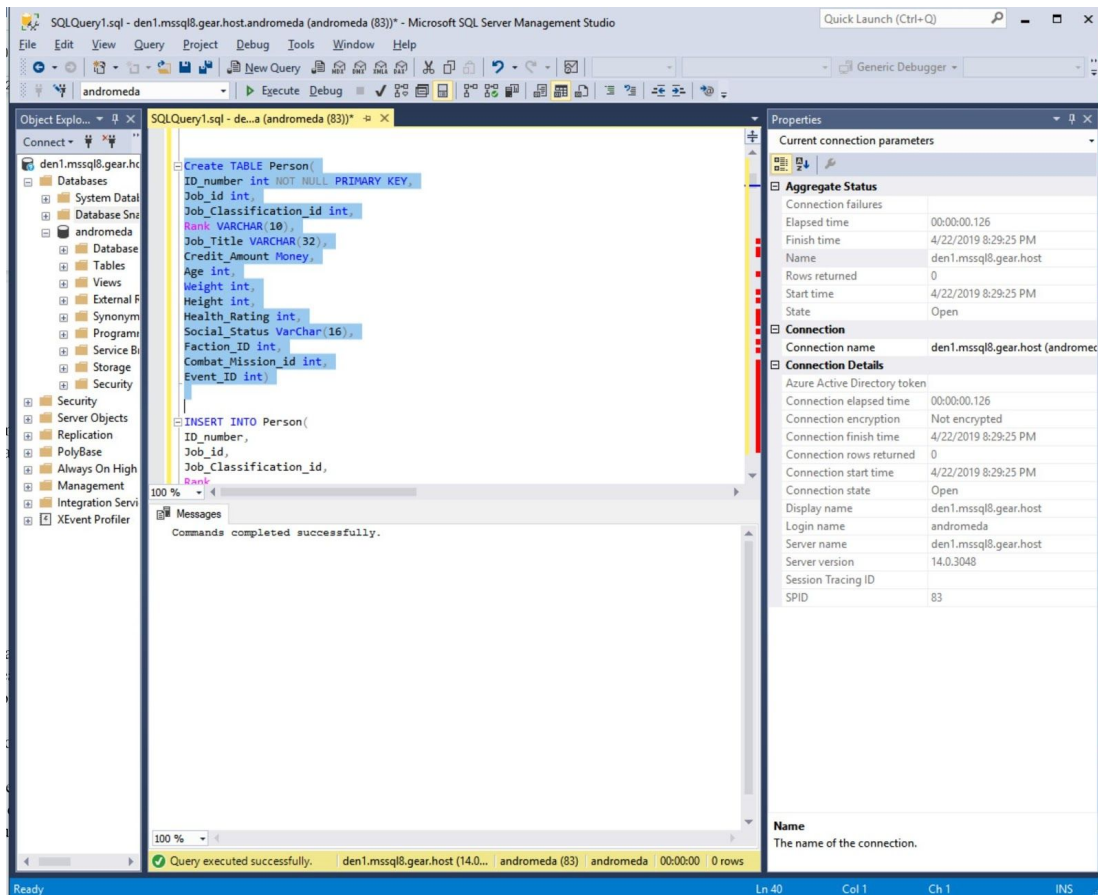 SQLQuery1.sql - den1.mssql8.gear.host.andromeda (andromeda (83))* - Microsoft SQL Server Management Studio
Quick Launch (Ctrl+Q)
File Edit View Query Project Debug Tools Window Help
New Query
Generic Debugger
andromeda
Execute Debug
Object Explo...
Connect
den1.mssql8.gear.hc
Databases
System Datal
Database Sna
andromeda
Database
Tables
Views
External R
Synonym
Programr
Service Br
Storage
Security
Security
Server Objects
Replication
PolyBase
Always On High
Management
Integration Servi
XEvent Profiler
SQLQuery1.sql - de...a (andromeda (83))*
Create TABLE Person(
ID_number int NOT NULL PRIMARY KEY,
Job_id int,
Job_Classification_id int,
Rank VARCHAR(10),
Job_Title VARCHAR(32),
Credit_Amount Money,
Age int,
Weight int,
Height int,
Health_Rating int,
Social_Status VarChar(16),
Faction_ID int,
Combat_Mission_id int,
Event_ID int)
INSERT INTO Person(
ID_number,
Job_id,
Job_Classification_id,
Rank
100 %
Messages
Commands completed successfully.
100 %
Query executed successfully. den1.mssql8.gear.host (14.0... andromeda (83) andromeda 00:00:00 0 rows
Properties
Current connection parameters
Aggregate Status
Connection failures
Elapsed time 00:00:00.126
Finish time 4/22/2019 8:29:25 PM
Name den1.mssql8.gear.host
Rows returned 0
Start time 4/22/2019 8:29:25 PM
State Open
Connection
Connection name den1.mssql8.gear.host (andromed
Connection Details
Azure Active Directory token
Connection elapsed time 00:00:00.126
Connection encryption Not encrypted
Connection finish time 4/22/2019 8:29:25 PM
Connection rows returned 0
Connection start time 4/22/2019 8:29:25 PM
Connection state Open
Display name den1.mssql8.gear.host
Login name andromeda
Server name den1.mssql8.gear.host
Server version 14.0.3048
Session Tracing ID
SPID 83
Name
The name of the connection.
Ready Ln 40 Col 1 Ch 1 INS